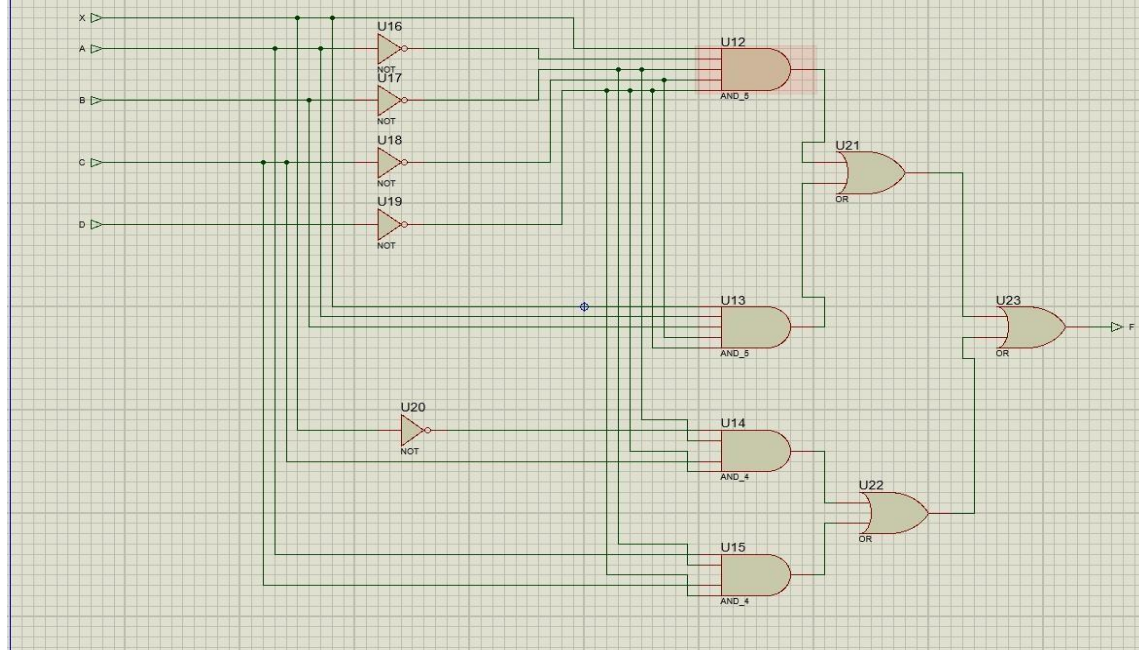 X
A
B
C
D
U16
NOT
U17
NOT
U18
NOT
U19
NOT
U12
AND_5
U21
OR
U13
AND_5
U23
OR
F
U20
NOT
U14
AND_4
U22
OR
U15
AND_4